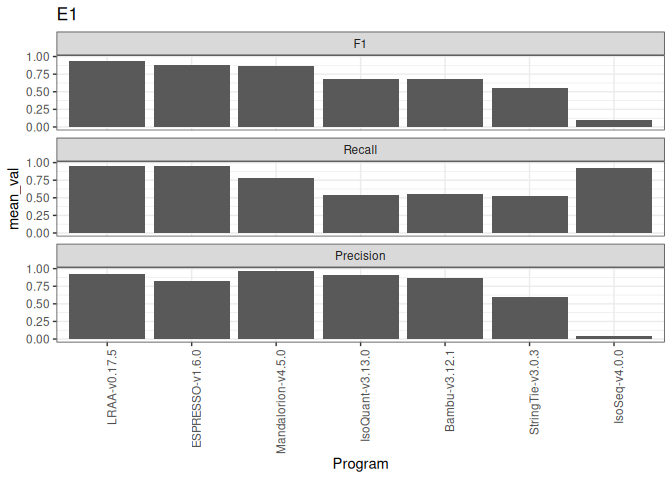 E1
F1
1.00
0.75
0.50
0.25
0.00
Recall
1.00
0.75
0.50
0.25
0.00
Precision
1.00
0.75
0.50
0.25
0.00
mean_val
LRAA-v0.17.5
ESPRESSO-v1.6.0
Mandalorion-v4.5.0
IsoQuant-v3.13.0
Bambu-v3.12.1
StringTie-v3.0.3
IsoSeq-v4.0.0
Program